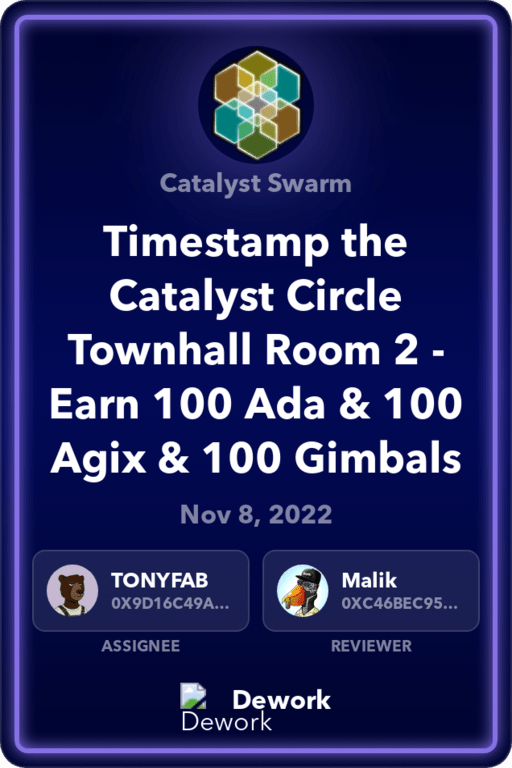 Catalyst Swarm
Timestamp the
Catalyst Circle
Townhall Room 2 -
Earn 100 Ada & 100
Agix & 100 Gimbals
Nov 8, 2022
TONYFAB
0X9D16C49A...
Malik
0XC46BEC95...
ASSIGNEE
REVIEWER
Dework
Dework